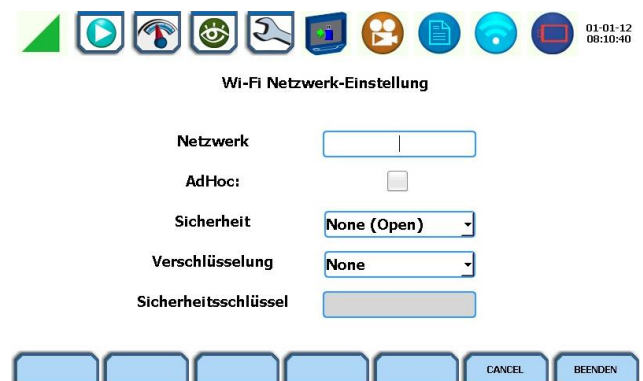 01-01-12
08:10:40
Wi-Fi Netzwerk-Einstellung
Netzwerk
AdHoc:
Sicherheit None (Open)
Verschlüsselung None
Sicherheitsschlüssel
CANCEL BEENDEN